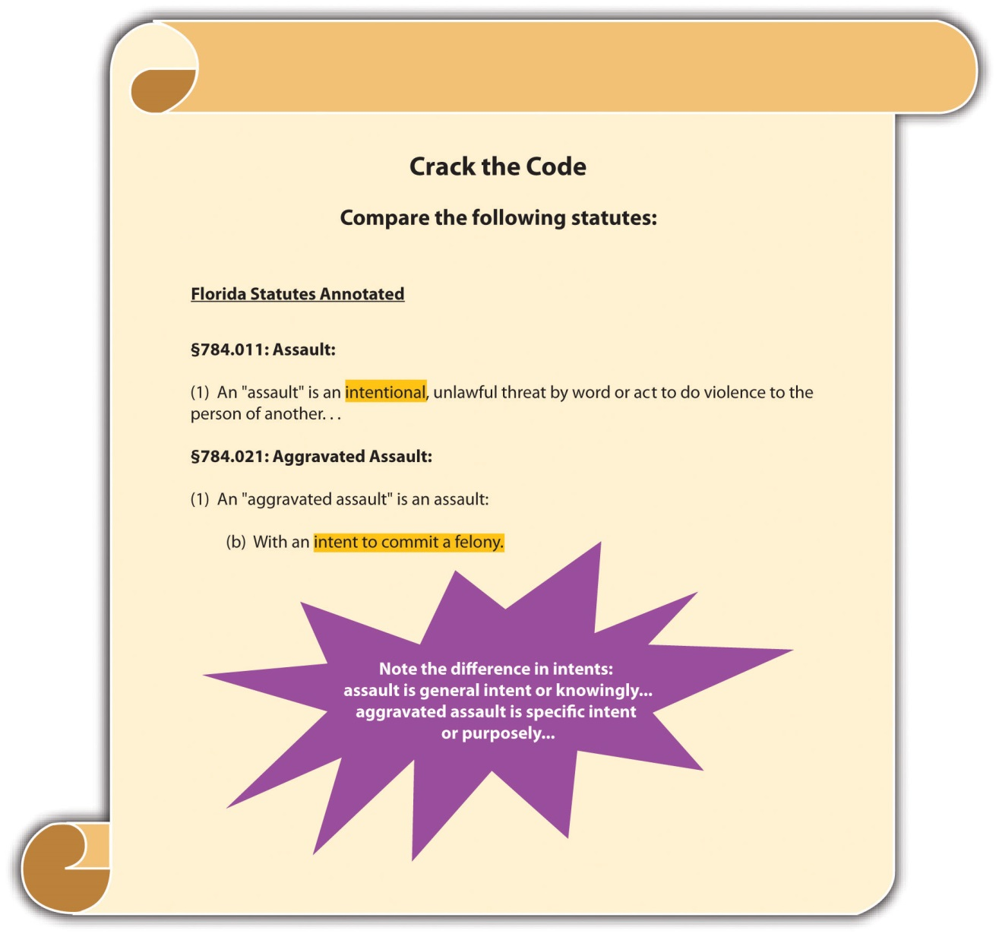 Crack the Code
Compare the following statutes:
Florida Statutes Annotated
§784.011: Assault:
(1) An "assault" is an intentional, unlawful threat by word or act to do violence to the
person of another. . .
§784.021: Aggravated Assault:
(1) An "aggravated assault" is an assault:
(b) With an intent to commit a felony.
Note the difference in intents:
assault is general intent or knowingly...
aggravated assault is specific intent
or purposely...